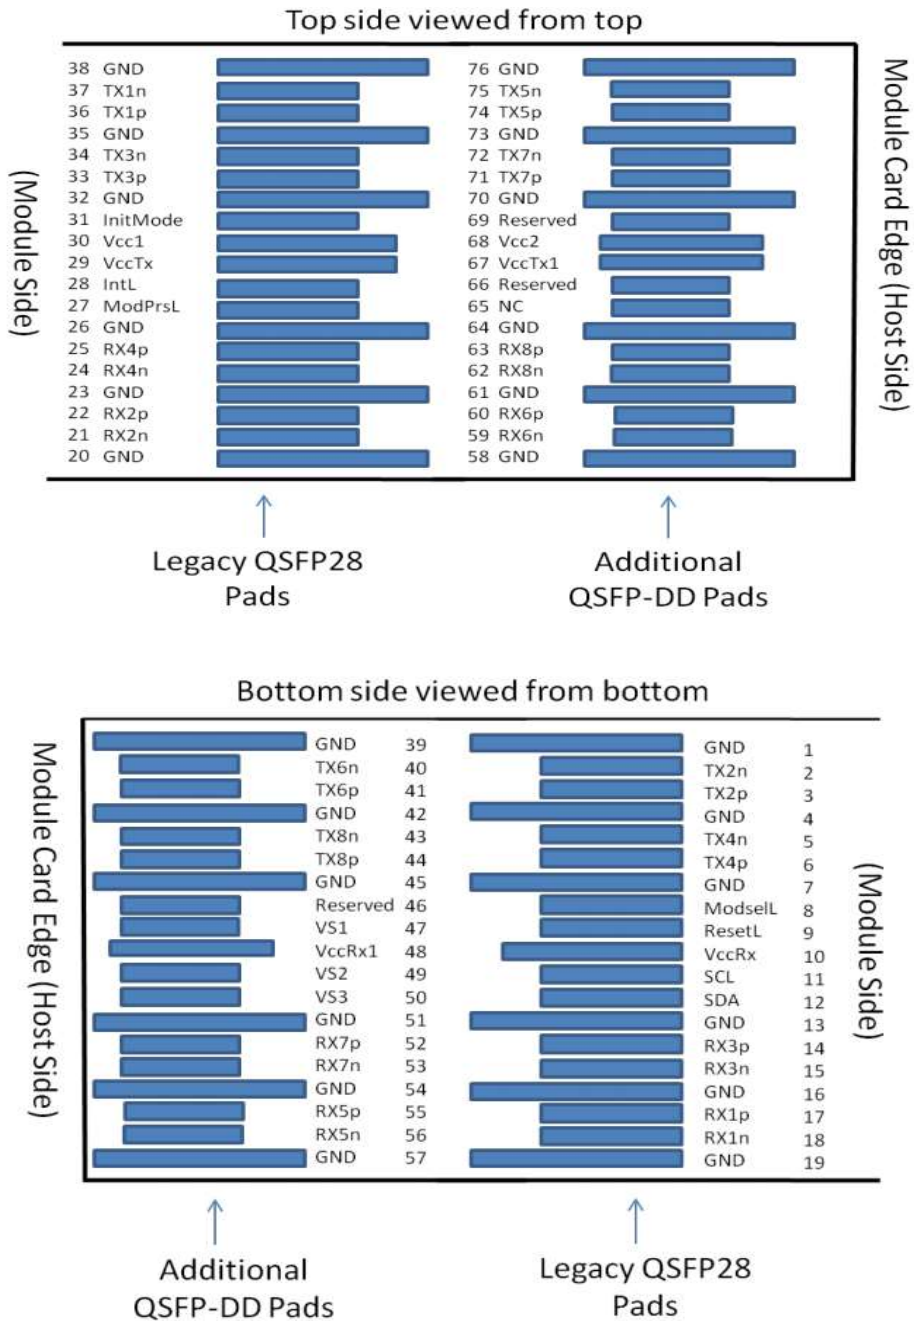 Top side viewed from top
38 GND 76 GND
37 TX1n 75 TX5n
36 TX1p 74 TX5p
35 GND 73 GND
34 TX3n 72 TX7n
33 TX3p 71 TX7p
32 GND 70 GND
31 InitMode 69 Reserved
30 Vcc1 68 Vcc2
29 VccTx 67 VccTx1
28 IntL 66 Reserved
27 ModPrsL 65 NC
26 GND 64 GND
25 RX4p 63 RX8p
24 RX4n 62 RX8n
23 GND 61 GND
22 RX2p 60 RX6p
21 RX2n 59 RX6n
20 GND 58 GND
(Module Side)
Module Card Edge (Host Side)
Legacy QSFP28
Pads
Additional
QSFP-DD Pads
Bottom side viewed from bottom
Module Card Edge (Host Side)
GND 39 GND 1
TX6n 40 TX2n 2
TX6p 41 TX2p 3
GND 42 GND 4
TX8n 43 TX4n 5
TX8p 44 TX4p 6
GND 45 GND 7
Reserved 46 ModselL 8
VS1 47 ResetL 9
VccRx1 48 VccRx 10
VS2 49 SCL 11
VS3 50 SDA 12
GND 51 GND 13
RX7p 52 RX3p 14
RX7n 53 RX3n 15
GND 54 GND 16
RX5p 55 RX1p 17
RX5n 56 RX1n 18
GND 57 GND 19
(Module Side)
Additional
QSFP-DD Pads
Legacy QSFP28
Pads